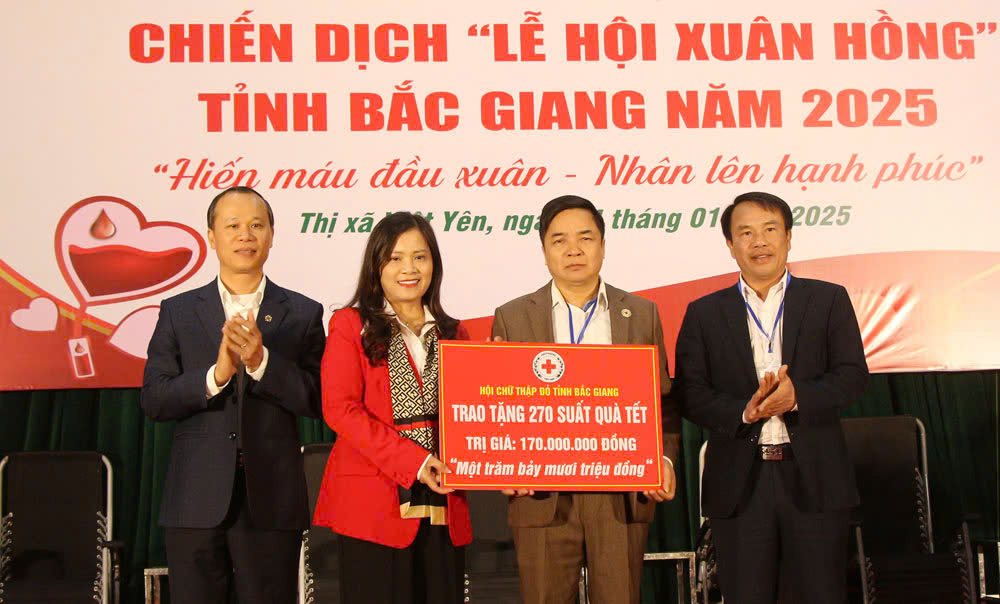 CHIẾN DỊCH “LỄ HỘI XUÂN HỒNG”
TỈNH BẮC GIANG NĂM 2025
“Hiến máu đầu xuân - Nhân lên hạnh phúc”
Thị xã Yên, tháng 01 2025
HỘI CHỮ THẬP ĐỎ TỈNH BẮC GIANG
TRAO TẶNG 270 SUẤT QUÀ TẾT
TRỊ GIÁ: 170.000.000 ĐỒNG
“Một trăm bảy mươi triệu đồng“